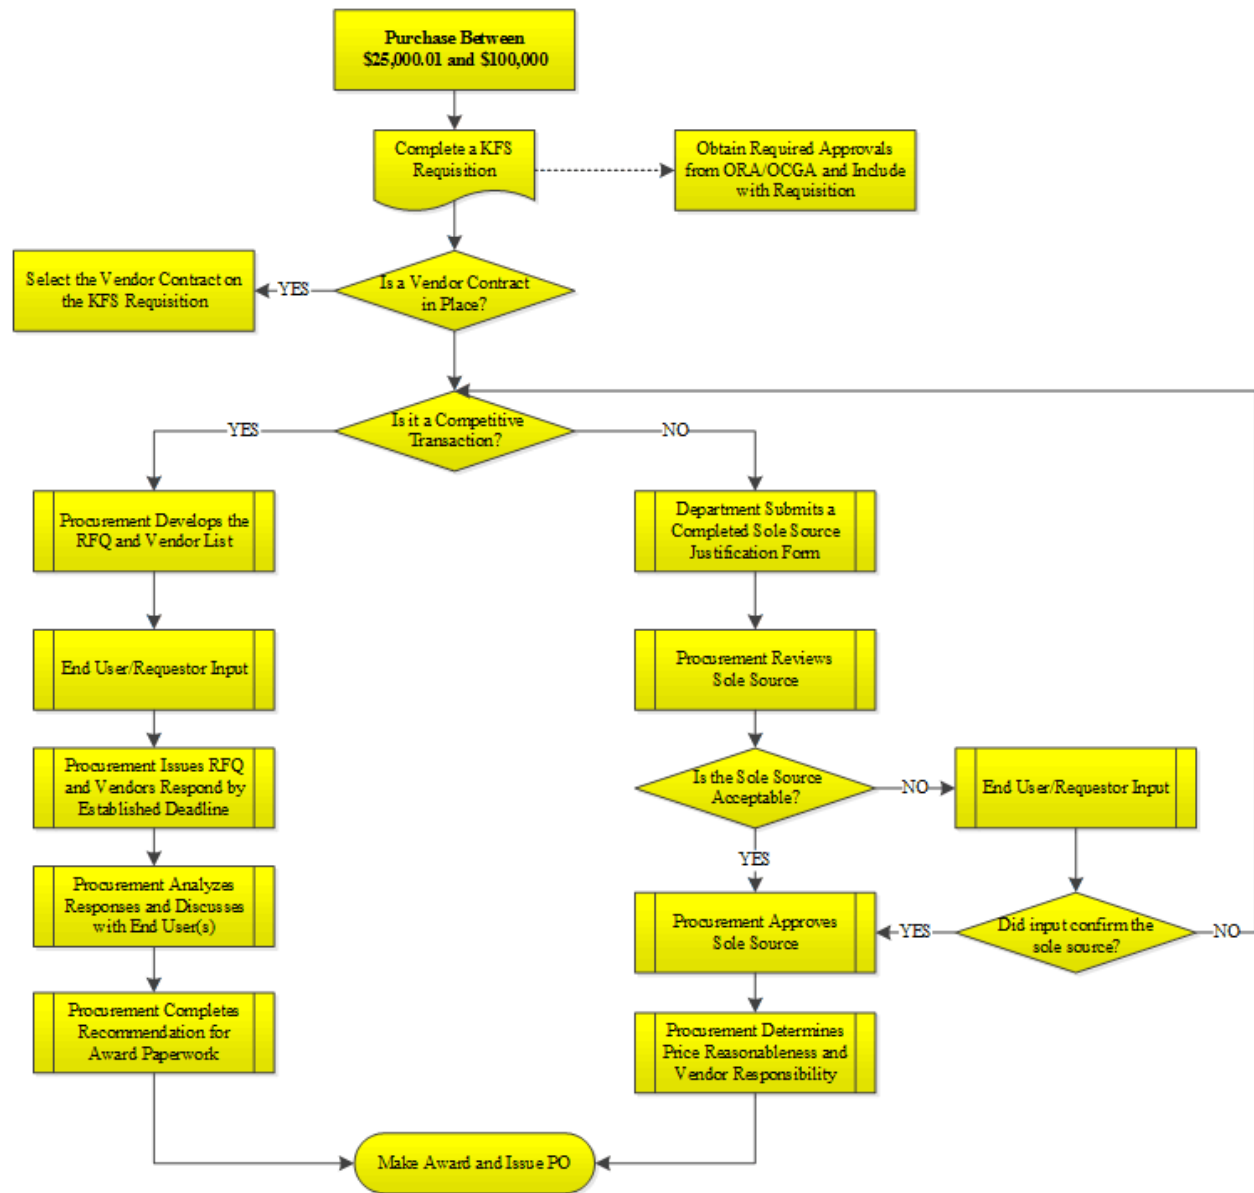 Purchase Between
$25,000.01 and $100,000
Complete a KFS
Requisition
Obtain Required Approvals
from ORA/OCGA and Include
with Requisition
Select the Vendor Contract on
the KFS Requisition
YES
Is a Vendor Contract
in Place?
YES
Is it a Competitive
Transaction?
NO
Procurement Develops the
RFQ and Vendor List
Department Submits a
Completed Sole Source
Justification Form
End User/Requestor Input
Procurement Reviews
Sole Source
Procurement Issues RFQ
and Vendors Respond by
Established Deadline
Is the Sole Source
Acceptable?
NO
End User/Requestor Input
YES
Procurement Analyzes
Responses and Discusses
with End User(s)
Procurement Approves
Sole Source
YES
Did input confirm the
sole source?
NO
Procurement Completes
Recommendation for
Award Paperwork
Procurement Determines
Price Reasonableness and
Vendor Responsibility
Make Award and Issue PO